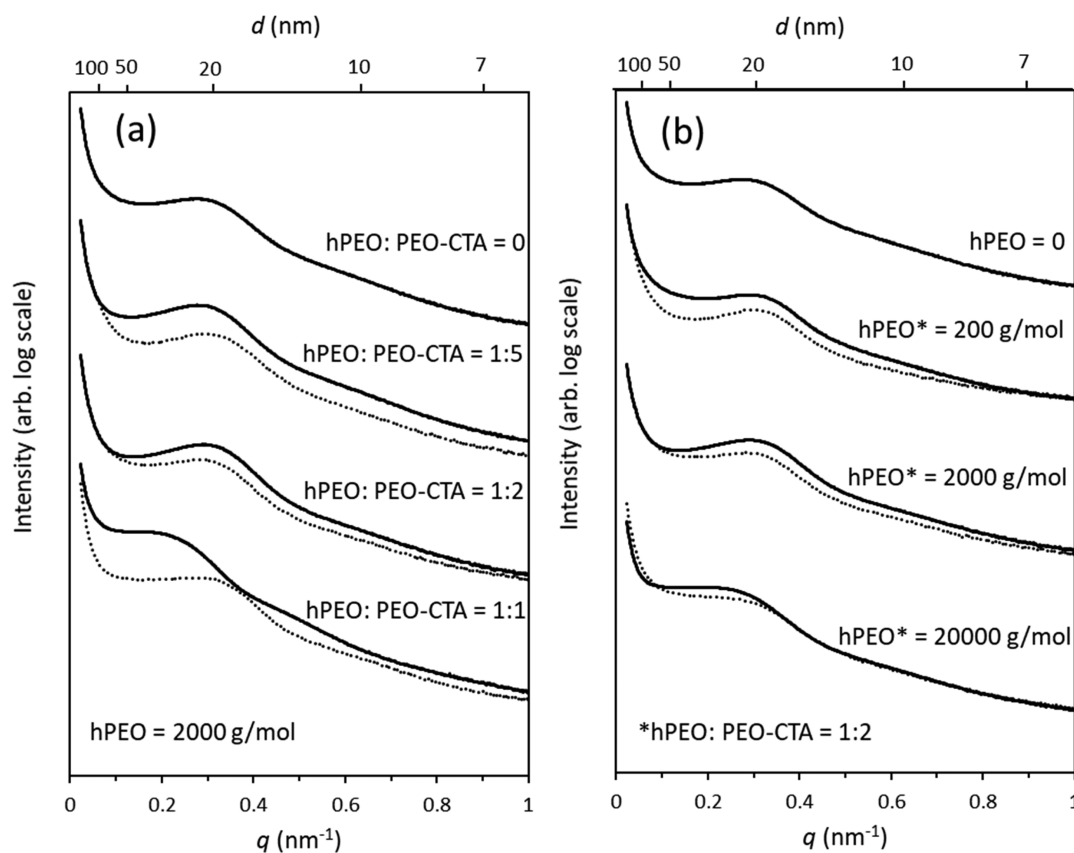 d (nm)
100 50 20 10 7
(a)
hPEO: PEO-CTA = 0
hPEO: PEO-CTA = 1:5
hPEO: PEO-CTA = 1:2
hPEO: PEO-CTA = 1:1
hPEO = 2000 g/mol
Intensity (arb. log scale)
0 0.2 0.4 0.6 0.8 1
q (nm⁻¹)
d (nm)
100 50 20 10 7
(b)
hPEO = 0
hPEO* = 200 g/mol
hPEO* = 2000 g/mol
hPEO* = 20000 g/mol
*hPEO: PEO-CTA = 1:2
Intensity (arb. log scale)
0 0.2 0.4 0.6 0.8 1
q (nm⁻¹)